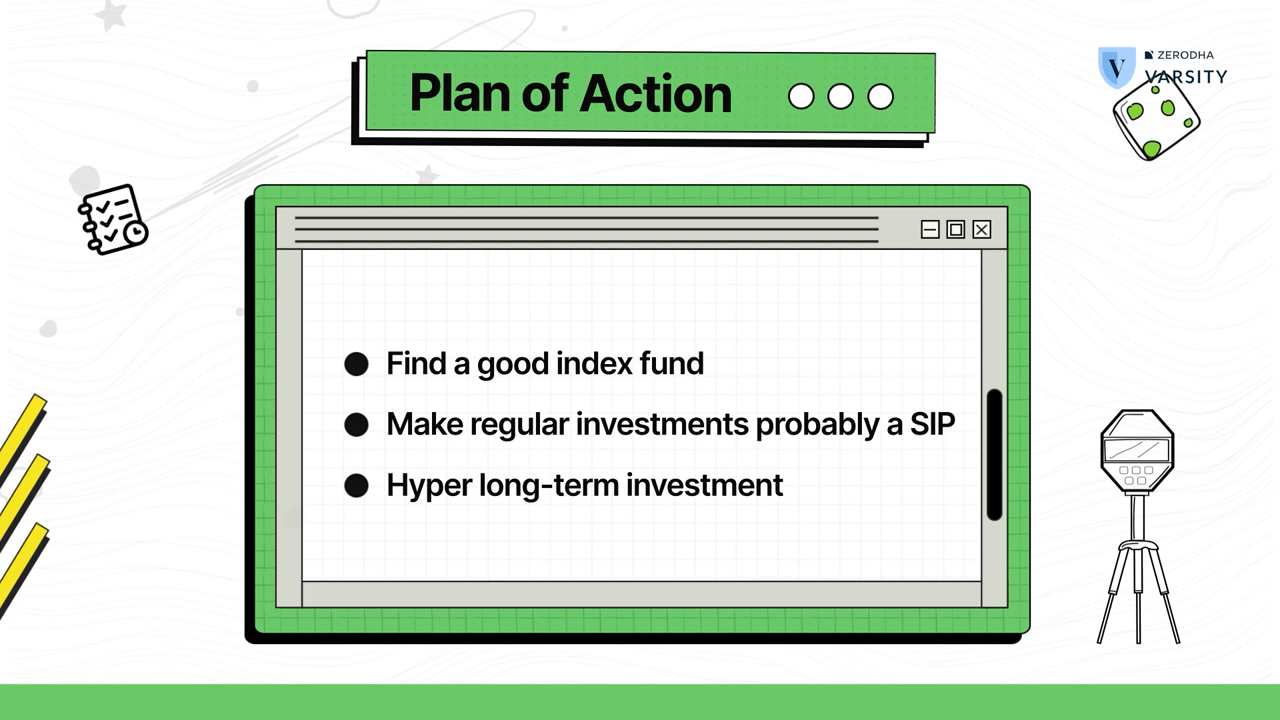 Plan of Action
ZERODHA
VARSITY
V
Find a good index fund
Make regular investments probably a SIP
Hyper long-term investment